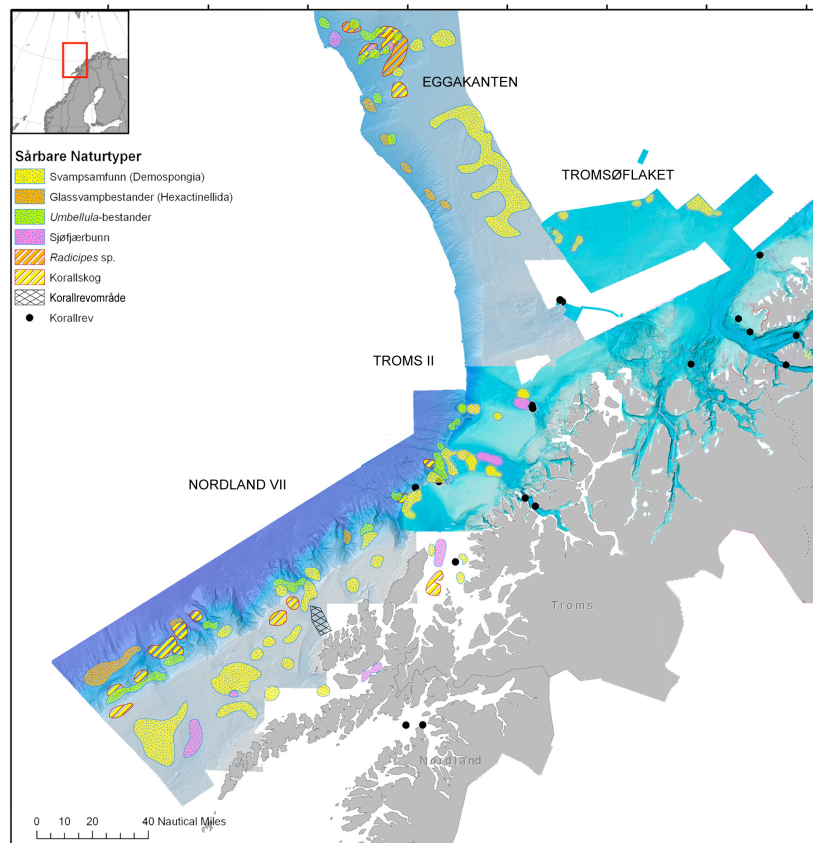 EGGAKANTEN
TROMSØFLAKET
Sårbare Naturtyper
Svampsamfunn (Demospongia)
Glassvampbestander (Hexactinellida)
Umbellula-bestander
Sjøfjærbunn
Radicipes sp.
Korallskog
Korallrevområde
Korallrev
TROMS II
NORDLAND VII
Troms
Nordland
0 10 20 40 Nautical Miles